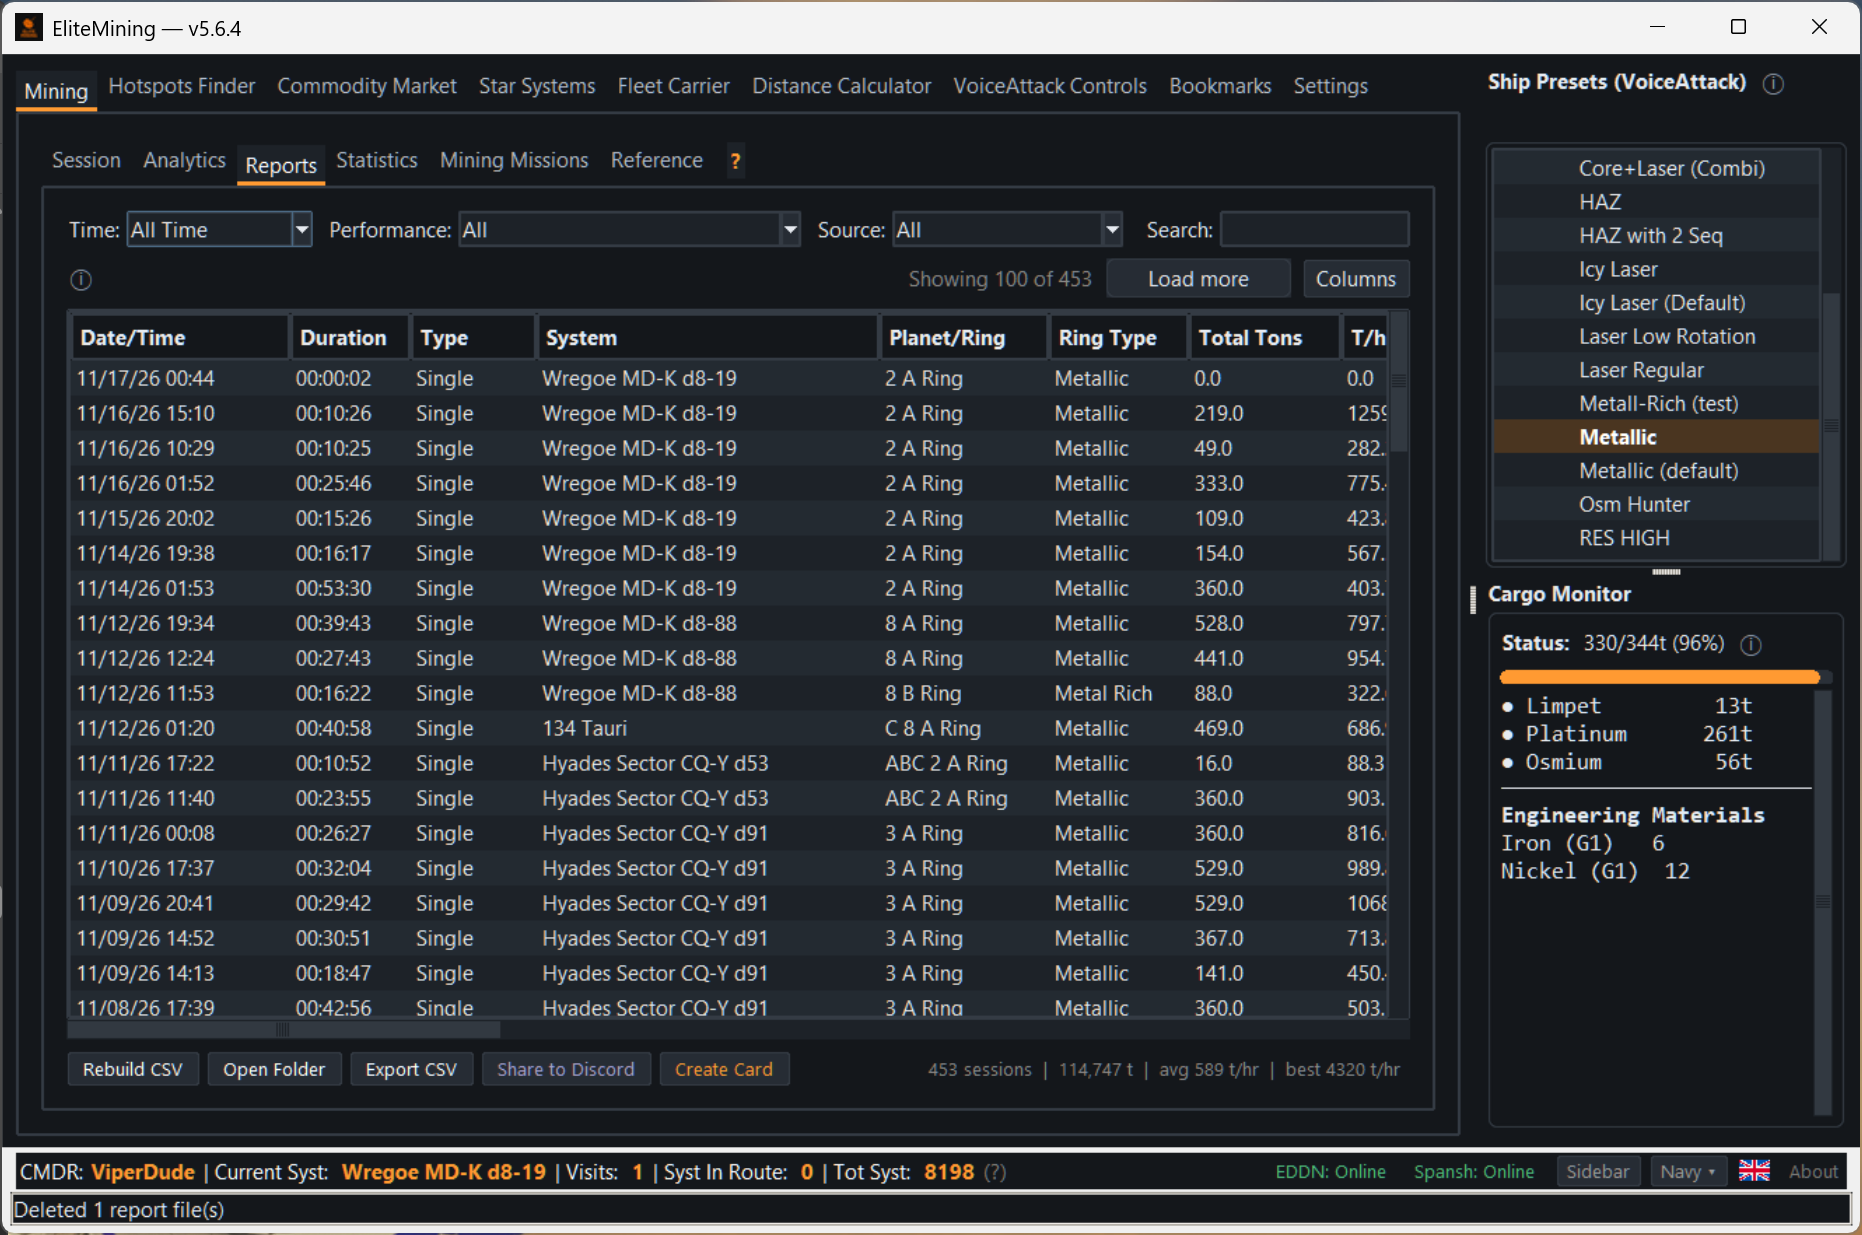 EliteMining — v5.6.4
Mining Hotspots Finder Commodity Market Star Systems Fleet Carrier Distance Calculator VoiceAttack Controls Bookmarks Settings
Session Analytics Reports Statistics Mining Missions Reference ?
Time: All Time Performance: All Source: All Search:
Showing 100 of 453 Load more Columns
Date/Time Duration Type System Planet/Ring Ring Type Total Tons T/h
11/17/26 00:44 00:00:02 Single Wregoe MD-K d8-19 2 A Ring Metallic 0.0 0.0
11/16/26 15:10 00:10:26 Single Wregoe MD-K d8-19 2 A Ring Metallic 219.0 1259
11/16/26 10:29 00:10:25 Single Wregoe MD-K d8-19 2 A Ring Metallic 49.0 282.
11/16/26 01:52 00:25:46 Single Wregoe MD-K d8-19 2 A Ring Metallic 333.0 775.
11/15/26 20:02 00:15:26 Single Wregoe MD-K d8-19 2 A Ring Metallic 109.0 423.
11/14/26 19:38 00:16:17 Single Wregoe MD-K d8-19 2 A Ring Metallic 154.0 567.
11/14/26 01:53 00:53:30 Single Wregoe MD-K d8-19 2 A Ring Metallic 360.0 403.
11/12/26 19:34 00:39:43 Single Wregoe MD-K d8-88 8 A Ring Metallic 528.0 797.
11/12/26 12:24 00:27:43 Single Wregoe MD-K d8-88 8 A Ring Metallic 441.0 954.
11/12/26 11:53 00:16:22 Single Wregoe MD-K d8-88 8 B Ring Metal Rich 88.0 322.
11/12/26 01:20 00:40:58 Single 134 Tauri C 8 A Ring Metallic 469.0 686.
11/11/26 17:22 00:10:52 Single Hyades Sector CQ-Y d53 ABC 2 A Ring Metallic 16.0 88.3
11/11/26 11:40 00:23:55 Single Hyades Sector CQ-Y d53 ABC 2 A Ring Metallic 360.0 903.
11/11/26 00:08 00:26:27 Single Hyades Sector CQ-Y d91 3 A Ring Metallic 360.0 816.
11/10/26 17:37 00:32:04 Single Hyades Sector CQ-Y d91 3 A Ring Metallic 529.0 989.
11/09/26 20:41 00:29:42 Single Hyades Sector CQ-Y d91 3 A Ring Metallic 529.0 1068
11/09/26 14:52 00:30:51 Single Hyades Sector CQ-Y d91 3 A Ring Metallic 367.0 713.
11/09/26 14:13 00:18:47 Single Hyades Sector CQ-Y d91 3 A Ring Metallic 141.0 450.
11/08/26 17:39 00:42:56 Single Hyades Sector CQ-Y d91 3 A Ring Metallic 360.0 503.
Rebuild CSV Open Folder Export CSV Share to Discord Create Card 453 sessions | 114,747 t | avg 589 t/hr | best 4320 t/hr
Ship Presets (VoiceAttack)
Core+Laser (Combi)
HAZ
HAZ with 2 Seq
Icy Laser
Icy Laser (Default)
Laser Low Rotation
Laser Regular
Metall-Rich (test)
Metallic
Metallic (default)
Osm Hunter
RES HIGH
Cargo Monitor
Status: 330/344t (96%)
● Limpet 13t
● Platinum 261t
● Osmium 56t
Engineering Materials
Iron (G1) 6
Nickel (G1) 12
CMDR: ViperDude | Current Syst: Wregoe MD-K d8-19 | Visits: 1 | Syst In Route: 0 | Tot Syst: 8198 (?) EDDN: Online Spansh: Online Sidebar Navy About
Deleted 1 report file(s)